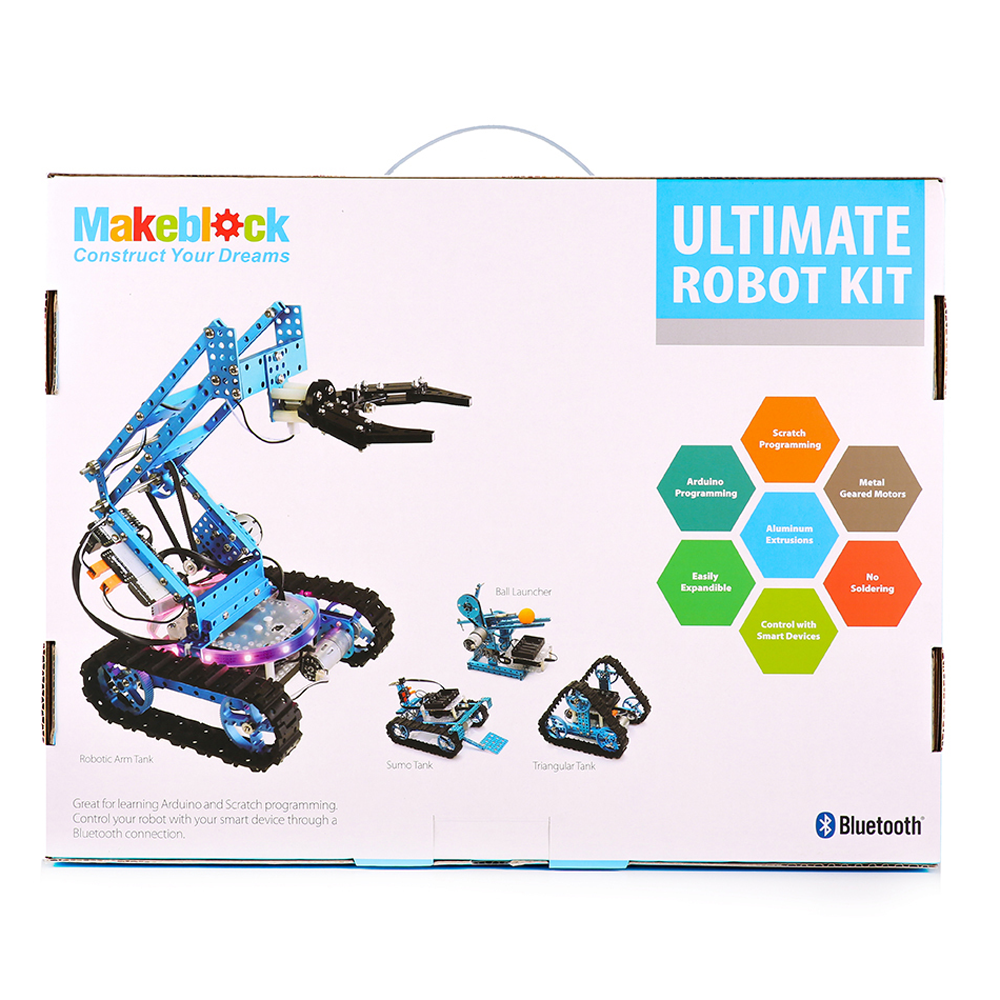 Makeblock
Construct Your Dreams
ULTIMATE
ROBOT KIT
Scratch
Programming
Arduino
Programming
Metal
Geared Motors
Aluminum
Extrusions
Easily
Expandible
No
Soldering
Control with
Smart Devices
Ball Launcher
Robotic Arm Tank
Sumo Tank
Triangular Tank
Great for learning Arduino and Scratch programming.
Control your robot with your smart device through a
Bluetooth connection.
Bluetooth®